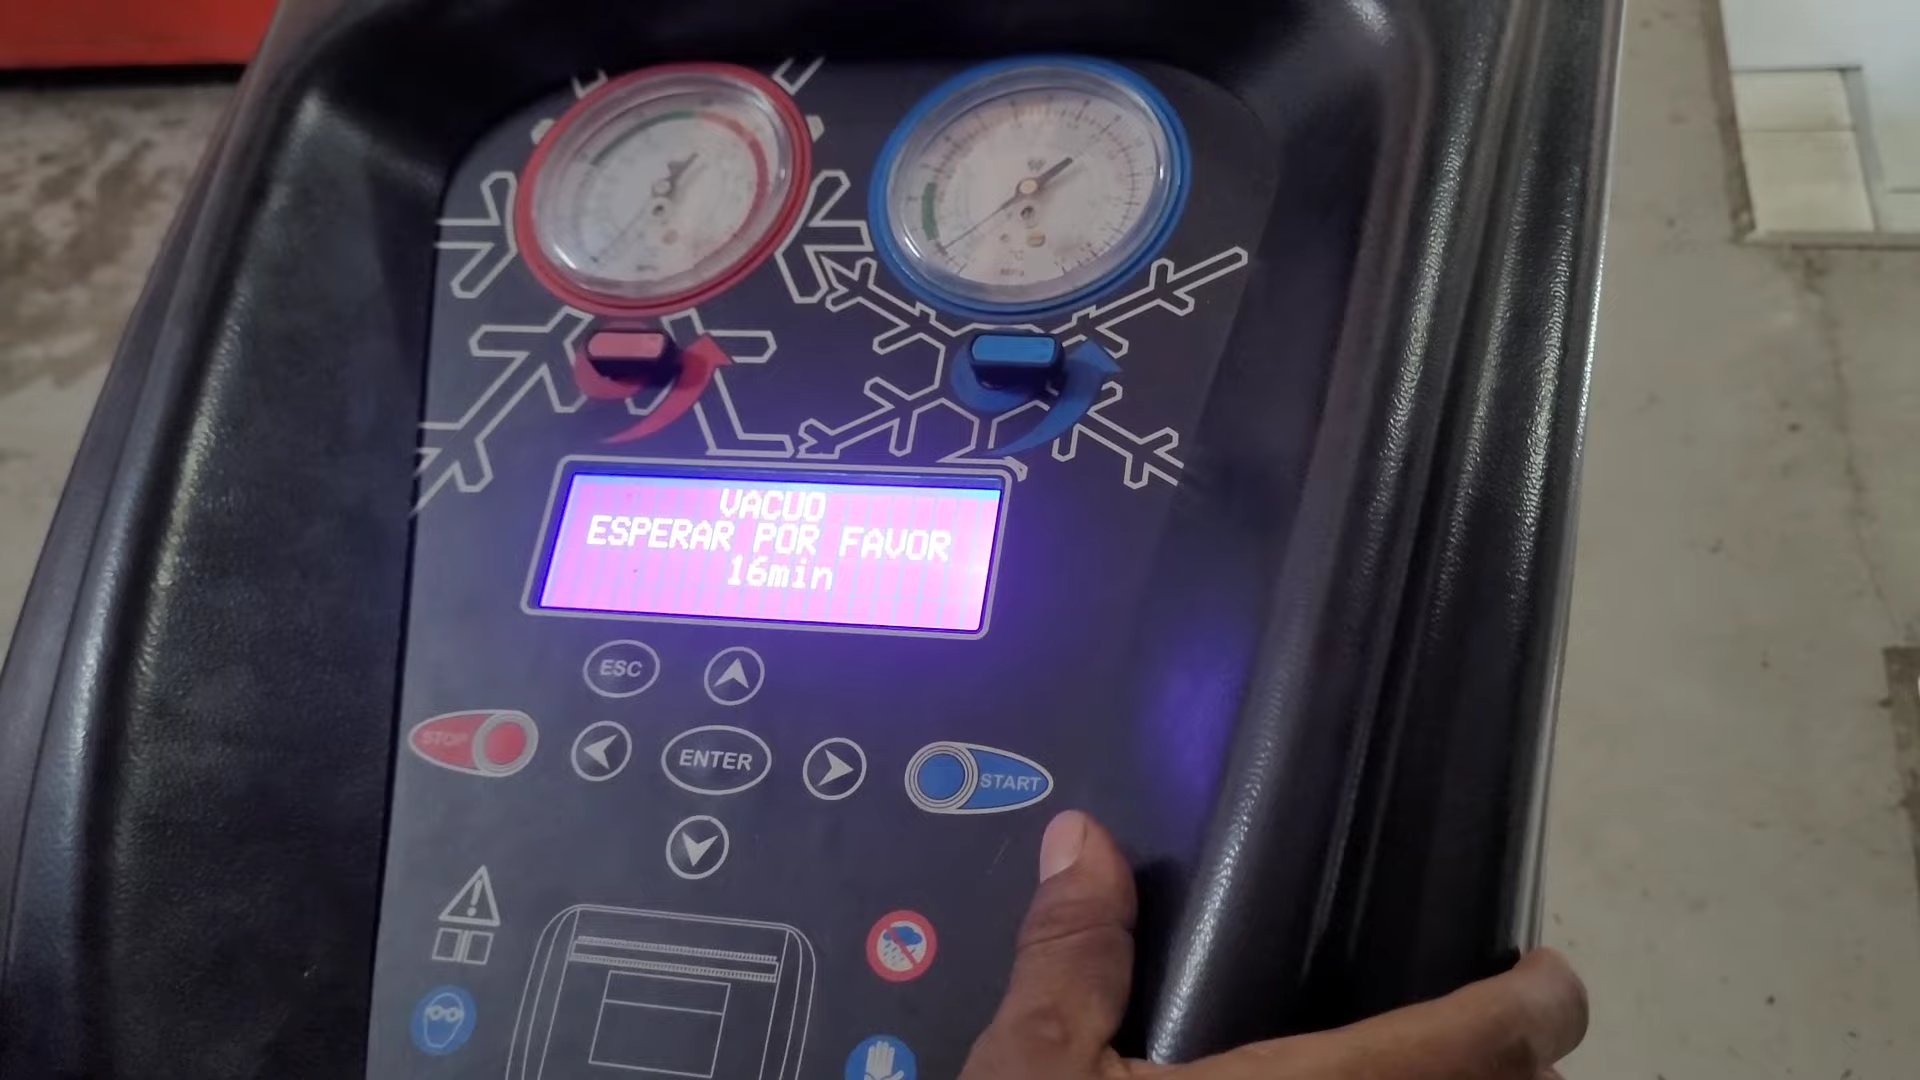 VACUO
ESPERAR POR FAVOR
16min
ESC
STOP
ENTER
START